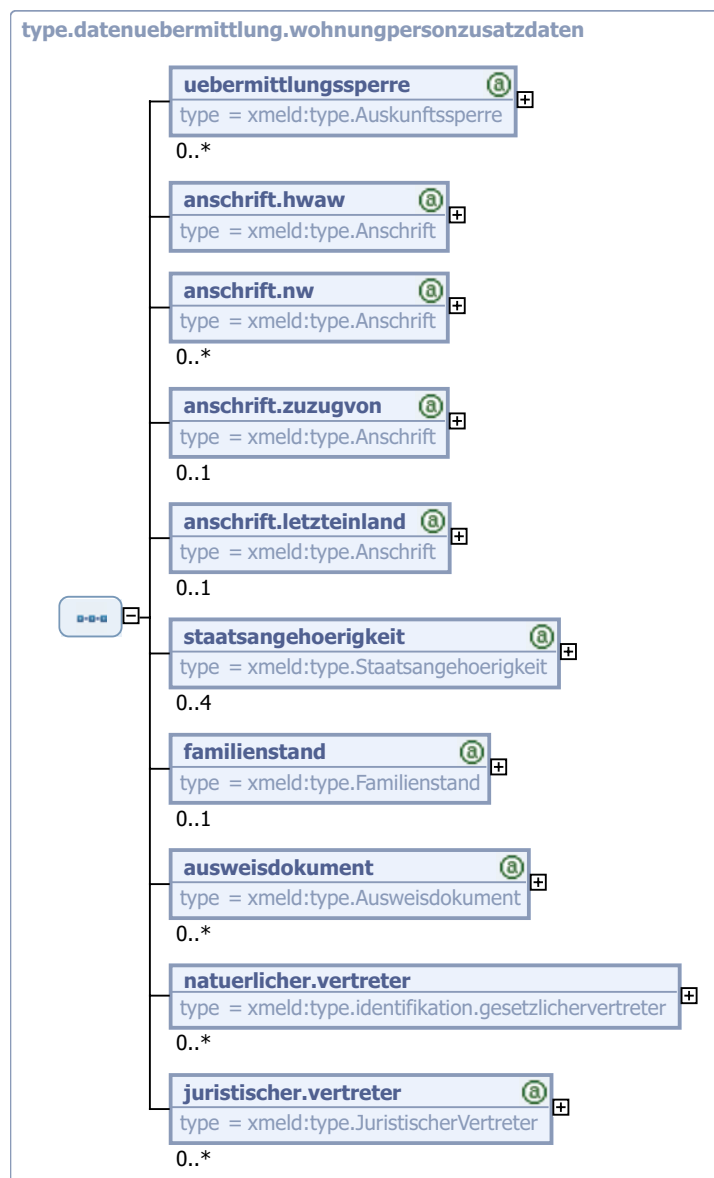 type.datenuebermittlung.wohnungpersonzusatzdaten
uebermittlungssperre @
type = xmeld:type.Auskunftssperre
0..*
anschrift.hwaw @
type = xmeld:type.Anschrift
anschrift.nw @
type = xmeld:type.Anschrift
0..*
anschrift.zuzugvon @
type = xmeld:type.Anschrift
0..1
anschrift.letzteinland @
type = xmeld:type.Anschrift
0..1
staatsangehoerigkeit @
type = xmeld:type.Staatsangehoerigkeit
0..4
familienstand @
type = xmeld:type.Familienstand
0..1
ausweisdokument @
type = xmeld:type.Ausweisdokument
0..*
natuerlicher.vertreter
type = xmeld:type.identifikation.gesetzlichervertreter
0..*
juristischer.vertreter @
type = xmeld:type.JuristischerVertreter
0..*